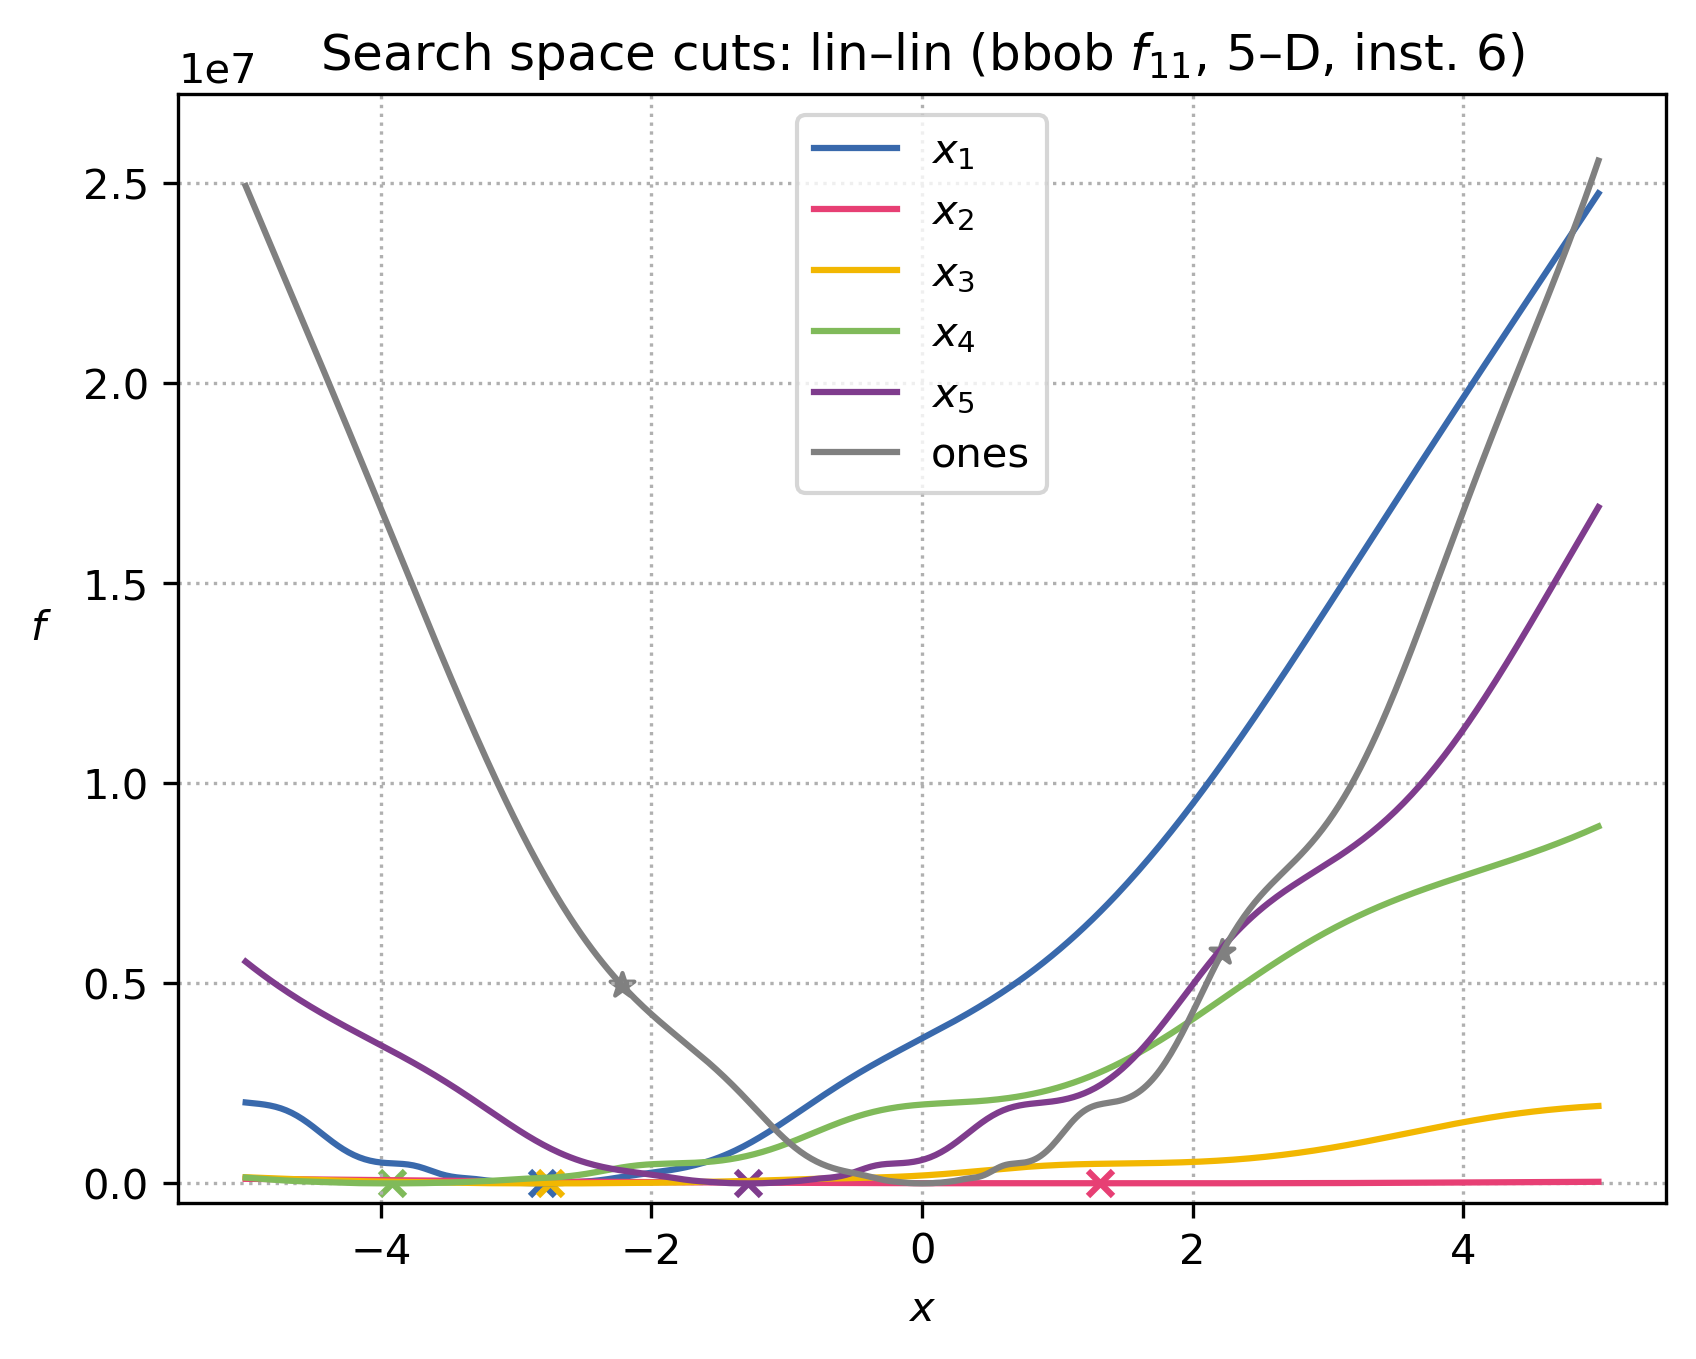 Search space cuts: lin–lin (bbob f₁₁, 5–D, inst. 6)
1e7
x₁
x₂
x₃
x₄
x₅
ones
2.5
2.0
1.5
1.0
0.5
0.0
f
−4 −2 0 2 4
x